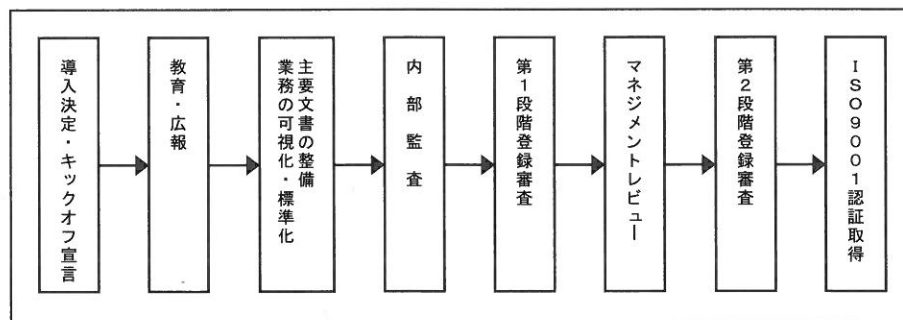 導入決定・キックオフ宣言
教育・広報
主要文書の整備
業務の可視化・標準化
内部監査
第1段階登録審査
マネジメントレビュー
第2段階登録審査
ISO9001認証取得